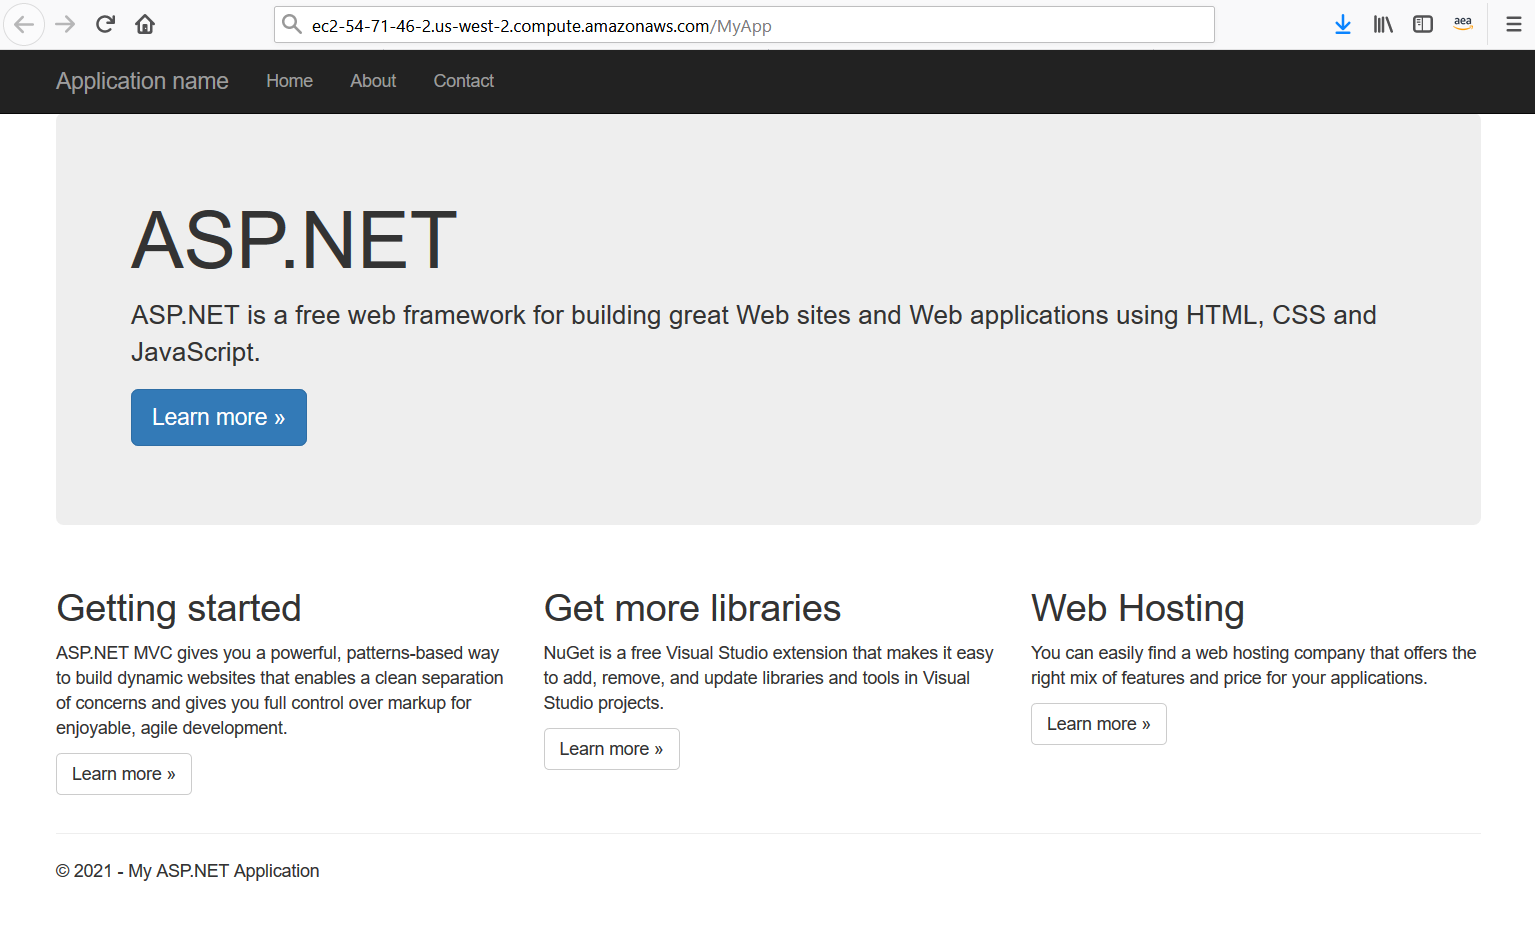 ec2-54-71-46-2.us-west-2.compute.amazonaws.com/MyApp
aea
Application name Home About Contact
ASP.NET
ASP.NET is a free web framework for building great Web sites and Web applications using HTML, CSS and
JavaScript.
Learn more »
Getting started
ASP.NET MVC gives you a powerful, patterns-based way
to build dynamic websites that enables a clean separation
of concerns and gives you full control over markup for
enjoyable, agile development.
Learn more »
Get more libraries
NuGet is a free Visual Studio extension that makes it easy
to add, remove, and update libraries and tools in Visual
Studio projects.
Learn more »
Web Hosting
You can easily find a web hosting company that offers the
right mix of features and price for your applications.
Learn more »
© 2021 - My ASP.NET Application